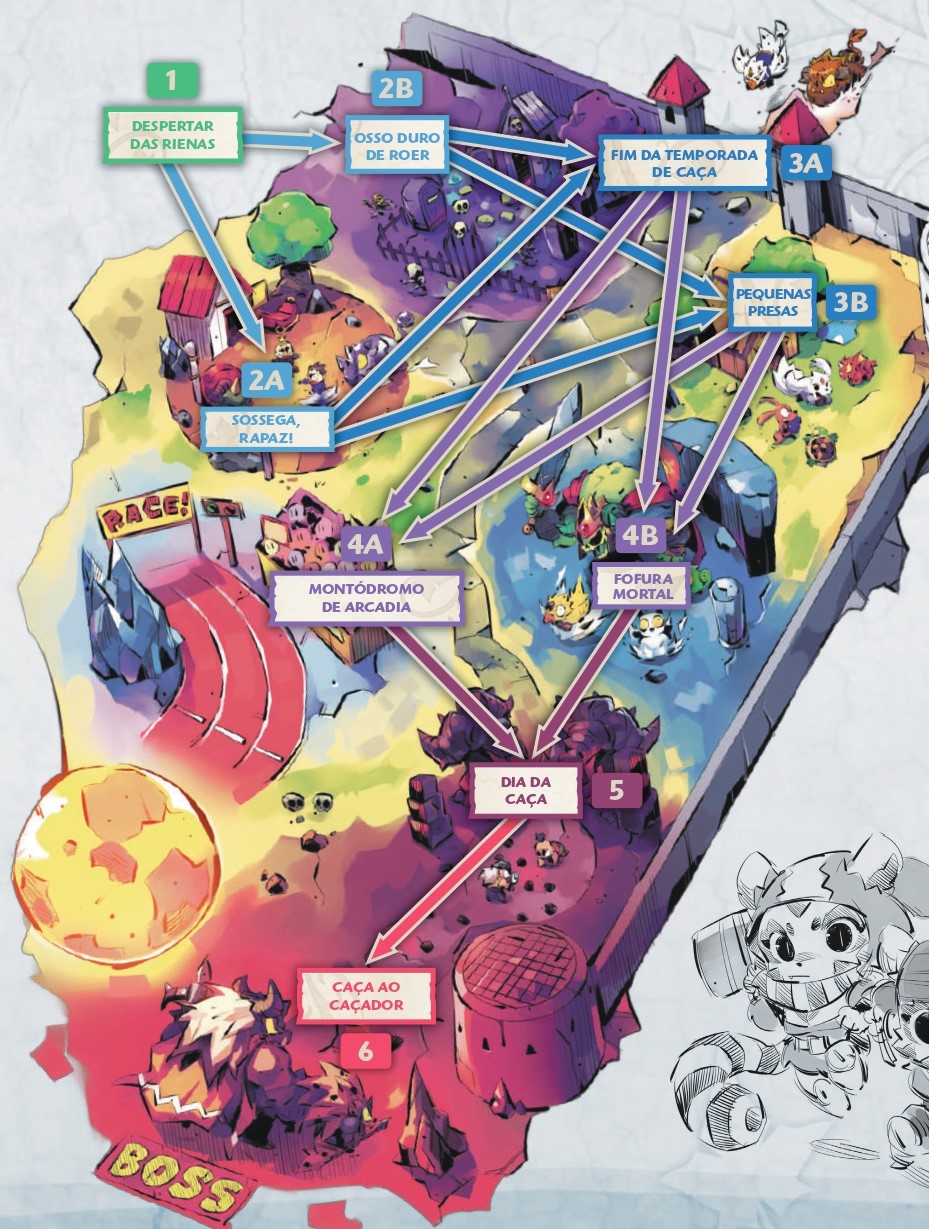 1
DESPERTAR
DAS RIENAS
2B
OSSO DURO
DE ROER
FIM DA TEMPORADA
DE CAÇA
3A
PEQUENAS
PRESAS
3B
2A
SOSSEGA,
RAPAZ!
RACE!
4A
MONTÓDROMO
DE ARCADIA
4B
FOFURA
MORTAL
DIA DA
CAÇA
5
CAÇA AO
CAÇADOR
6
BOSS